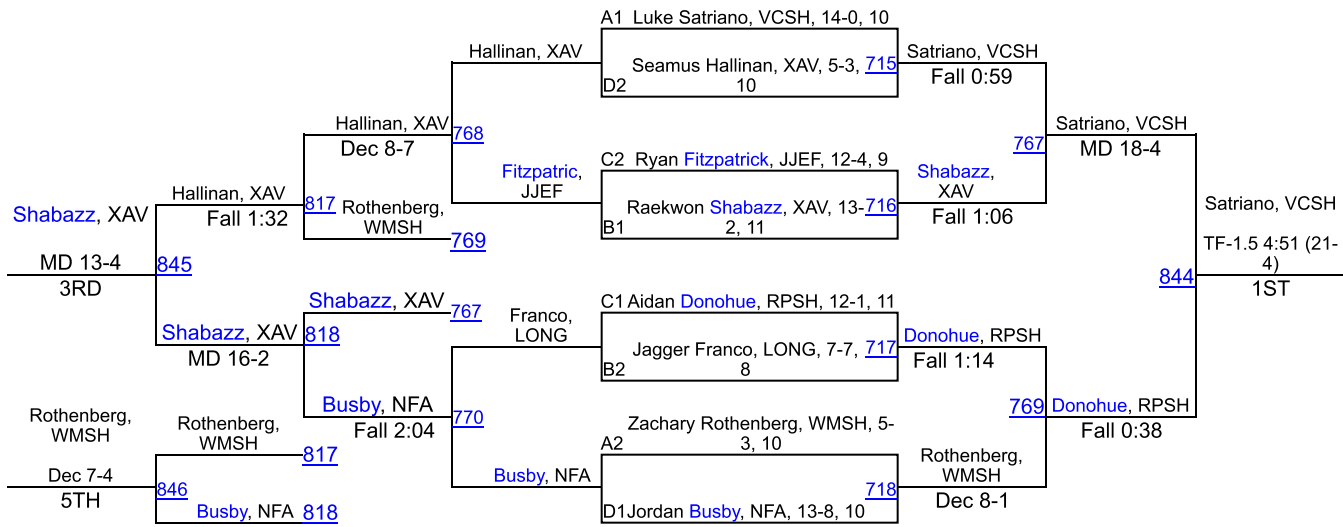 A1 Luke Satriano, VCSH, 14-0, 10
Hallinan, XAV
Satriano, VCSH
Seamus Hallinan, XAV, 5-3, 715
Fall 0:59
D2 10
Hallinan, XAV
768
Satriano, VCSH
Dec 8-7
767
MD 18-4
C2 Ryan Fitzpatrick, JJEF, 12-4, 9
Fitzpatric,
JJEF
Shabazz,
XAV
Hallinan, XAV
817
Raekwon Shabazz, XAV, 13- 716
Shabazz, XAV
Fall 1:32
Rothenberg,
WMSH
B1 2, 11
Fall 1:06
Satriano, VCSH
769
TF-1.5 4:51 (21-
4)
MD 13-4
845
844
3RD
1ST
Shabazz, XAV 767
C1 Aidan Donohue, RPSH, 12-1, 11
Franco,
LONG
Shabazz, XAV 818
Jagger Franco, LONG, 7-7, 717
Donohue, RPSH
MD 16-2
B2 8
Fall 1:14
Busby, NFA
770
769 Donohue, RPSH
Fall 2:04
Fall 0:38
Rothenberg,
WMSH
Rothenberg,
WMSH
817
Zachary Rothenberg, WMSH, 5-
3, 10
A2
Rothenberg,
WMSH
Dec 7-4
Busby, NFA
846
718
5TH
Dec 8-1
Busby, NFA 818
D1 Jordan Busby, NFA, 13-8, 10